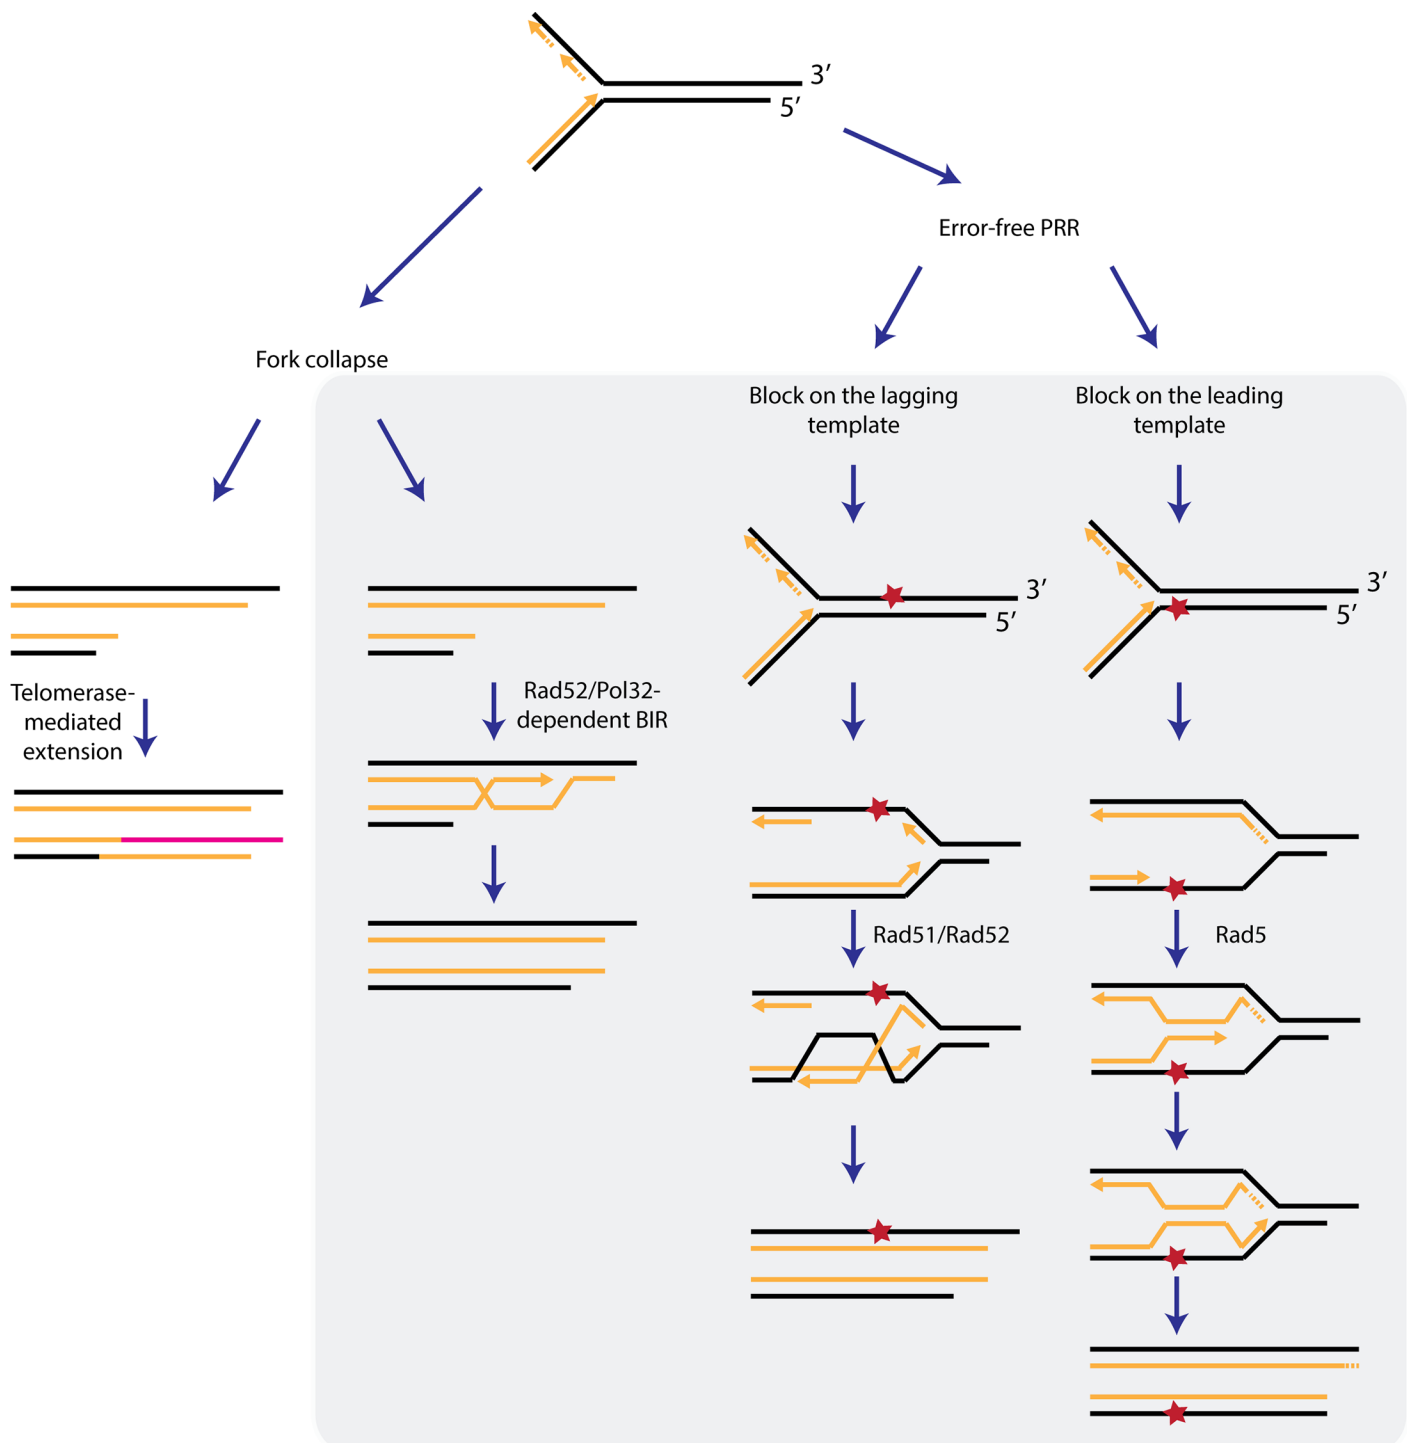 3′
5′
Error-free PRR
Fork collapse
Block on the lagging
template
Block on the leading
template
3′
5′
3′
5′
Telomerase-
mediated
extension
Rad52/Pol32-
dependent BIR
Rad51/Rad52
Rad5